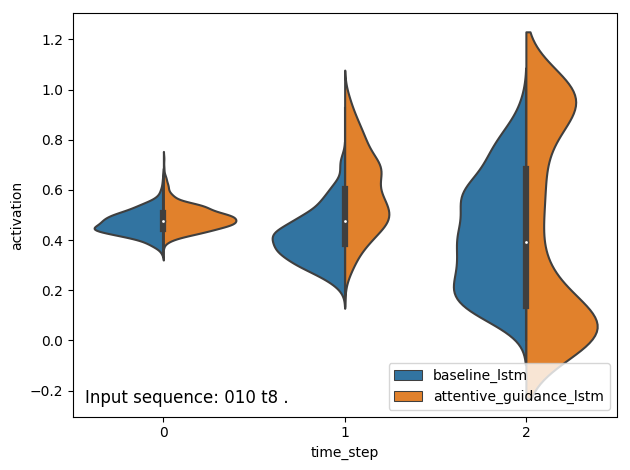 1.2
1.0
0.8
0.6
0.4
0.2
0.0
−0.2
activation
Input sequence: 010 t8 .
baseline_lstm
attentive_guidance_lstm
0 1 2
time_step